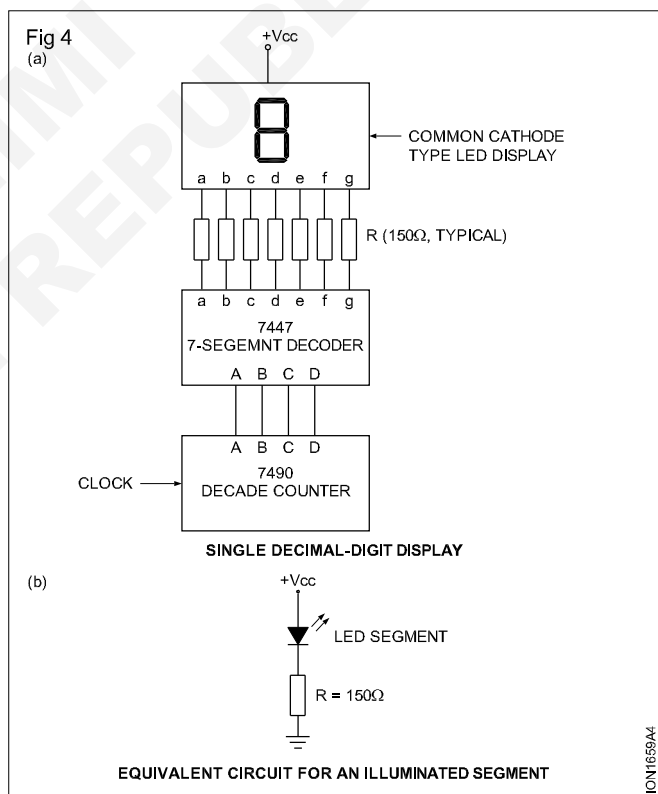 Fig 4
(a)
+Vcc
COMMON CATHODE
TYPE LED DISPLAY
a b c d e f g
R (150Ω, TYPICAL)
a b c d e f g
7447
7-SEGEMNT DECODER
A B C D
A B C D
7490
DECADE COUNTER
CLOCK
SINGLE DECIMAL-DIGIT DISPLAY
(b)
+Vcc
LED SEGMENT
R = 150Ω
EQUIVALENT CIRCUIT FOR AN ILLUMINATED SEGMENT
ION1659A4
REPUBL